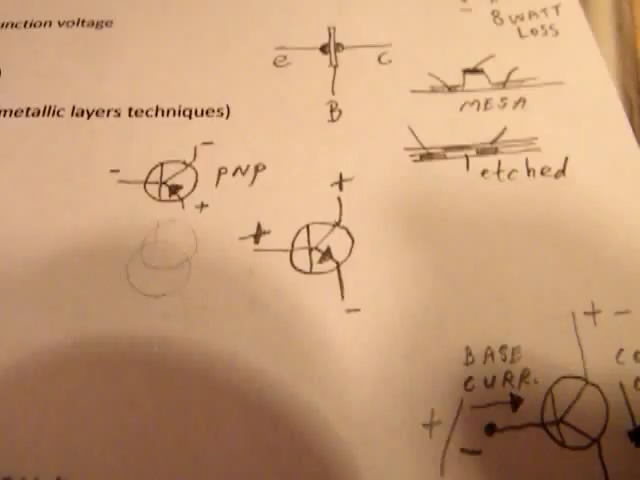 unction voltage
)
metallic layers techniques)
8 WATT
LOSS
e c
B
MESA
etched
- -
PNP
+
+
+
-
+ -
BASE
CURR.
+
-